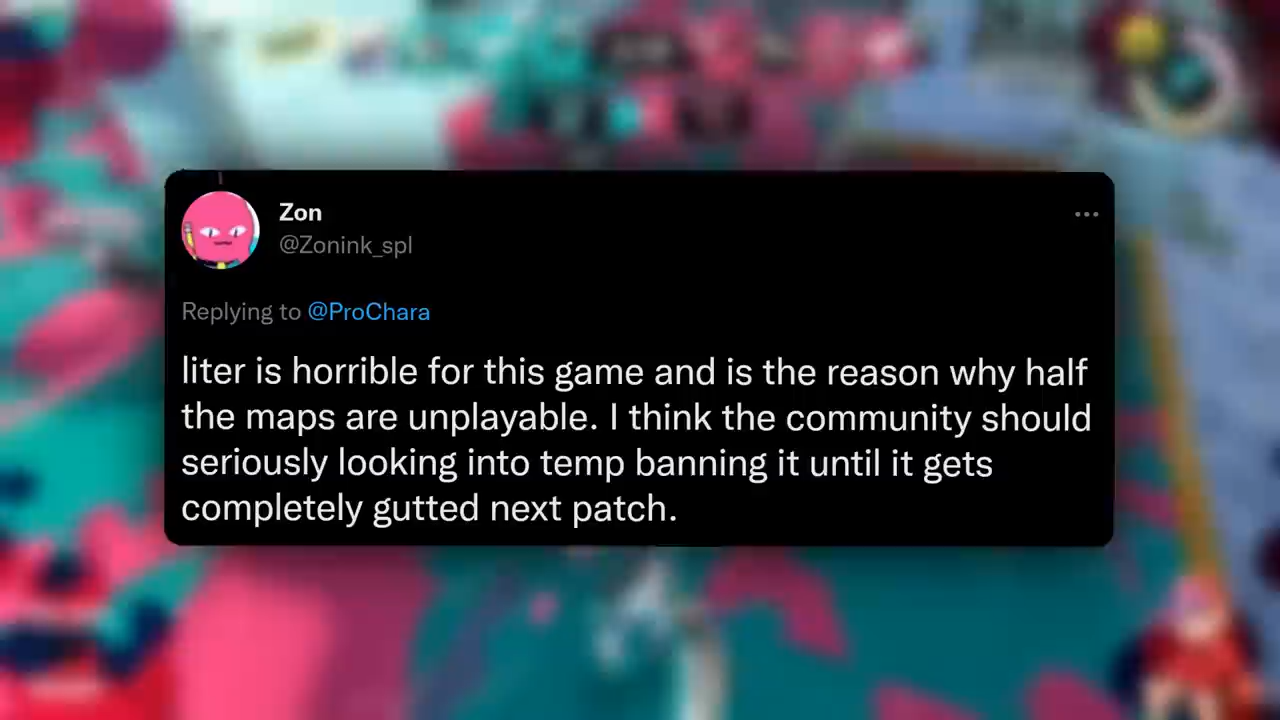 Zon
@Zonink_spl
Replying to @ProChara
liter is horrible for this game and is the reason why half
the maps are unplayable. I think the community should
seriously looking into temp banning it until it gets
completely gutted next patch.